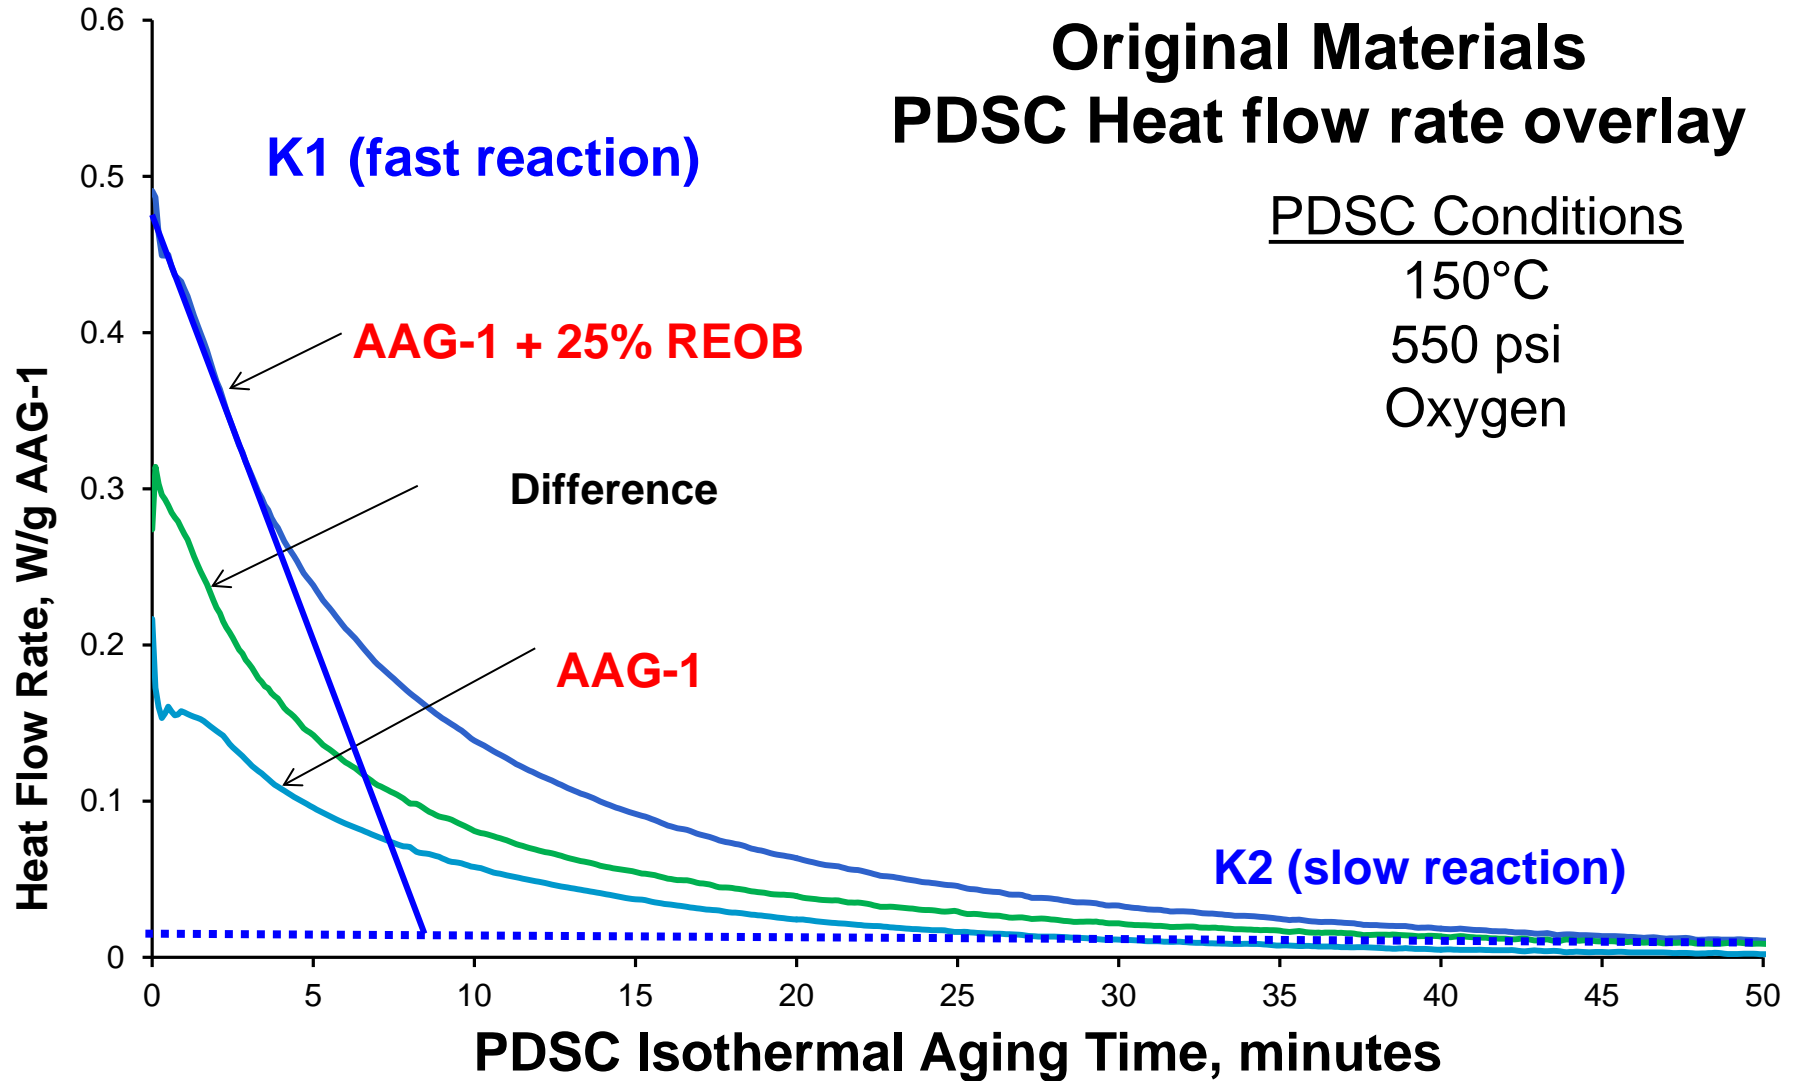 Original Materials
PDSC Heat flow rate overlay
PDSC Conditions
150°C
550 psi
Oxygen
K1 (fast reaction)
AAG-1 + 25% REOB
Difference
AAG-1
K2 (slow reaction)
Heat Flow Rate, W/g AAG-1
0.6
0.5
0.4
0.3
0.2
0.1
0
0 5 10 15 20 25 30 35 40 45 50
PDSC Isothermal Aging Time, minutes